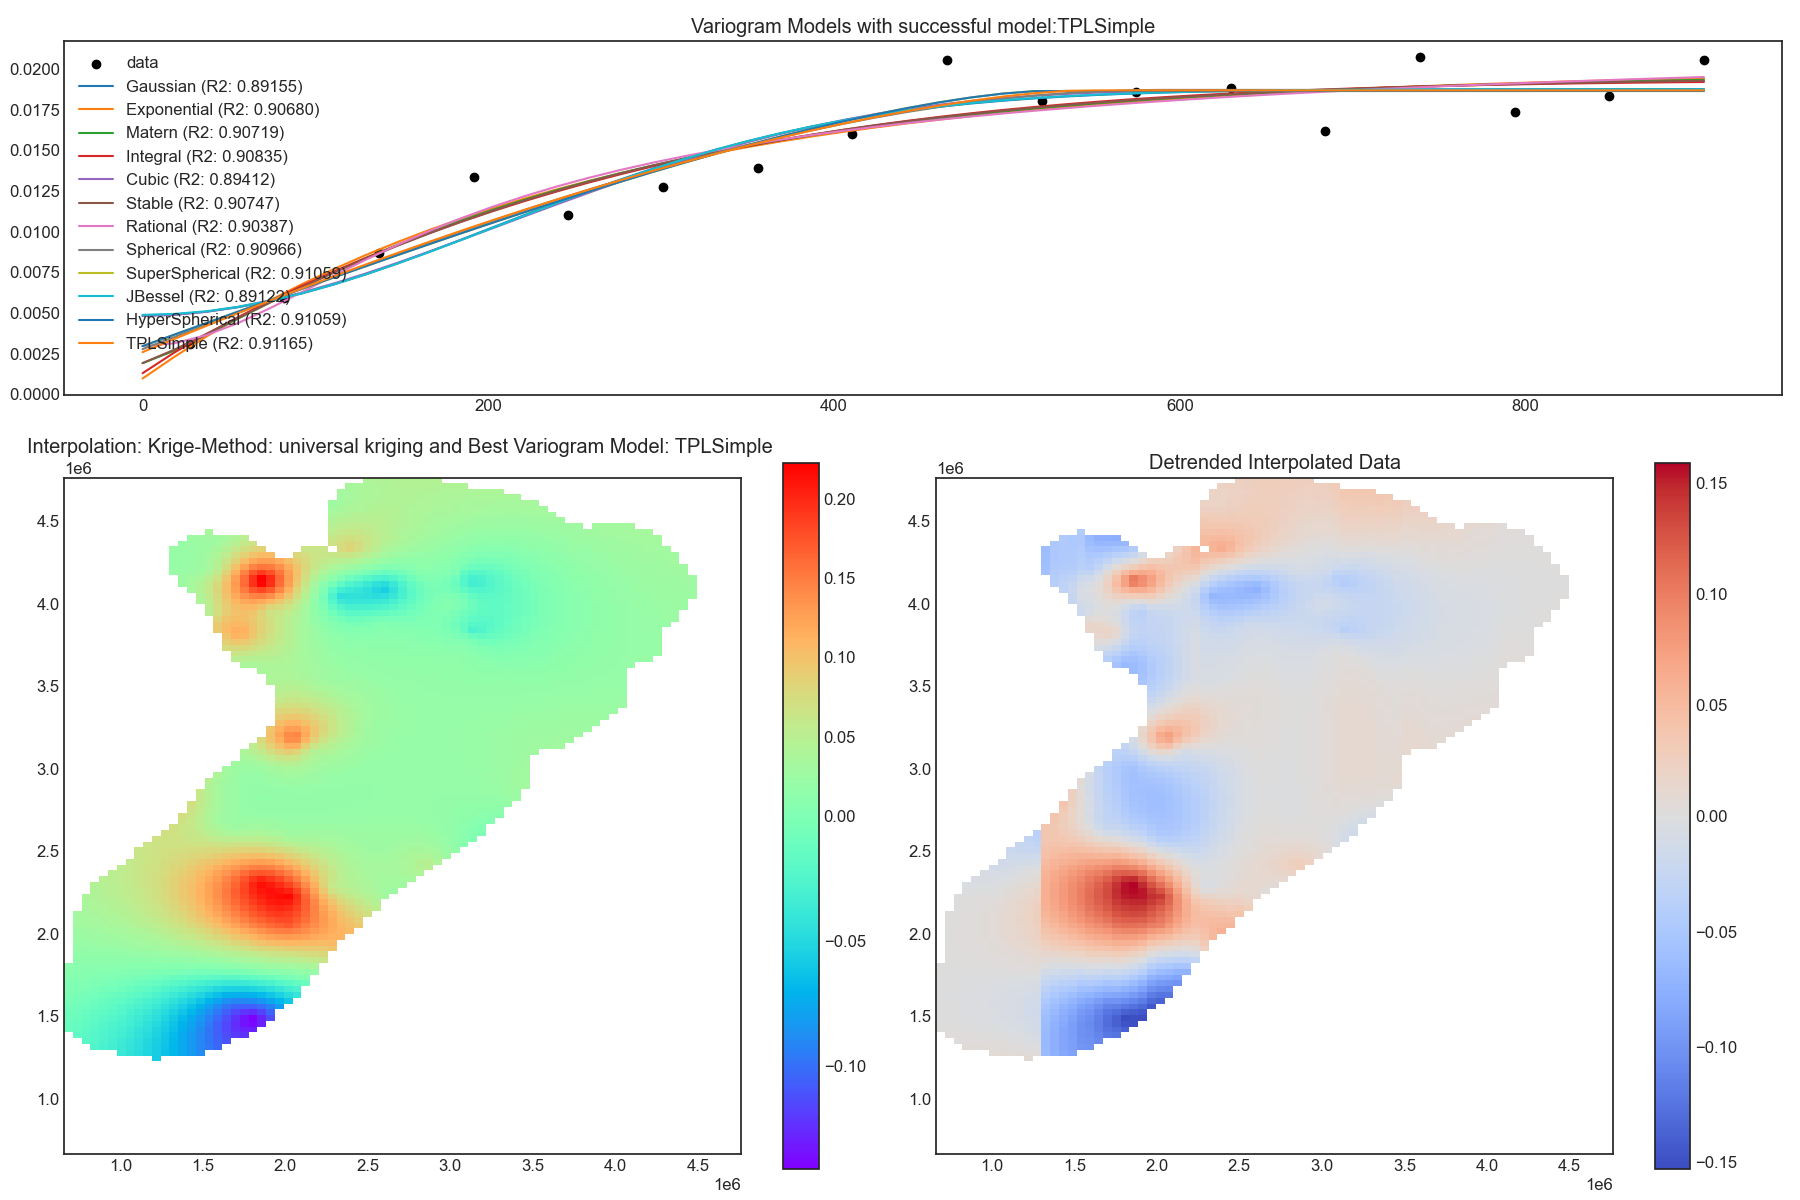 Variogram Models with successful model:TPLSimple
data
Gaussian (R2: 0.89155)
Exponential (R2: 0.90680)
Matern (R2: 0.90719)
Integral (R2: 0.90835)
Cubic (R2: 0.89412)
Stable (R2: 0.90747)
Rational (R2: 0.90387)
Spherical (R2: 0.90966)
SuperSpherical (R2: 0.91059)
JBessel (R2: 0.89122)
HyperSpherical (R2: 0.91059)
TPLSimple (R2: 0.91165)
0.0200
0.0175
0.0150
0.0125
0.0100
0.0075
0.0050
0.0025
0.0000
0 200 400 600 800
Interpolation: Krige-Method: universal kriging and Best Variogram Model: TPLSimple
1e6
4.5
4.0
3.5
3.0
2.5
2.0
1.5
1.0
1.0 1.5 2.0 2.5 3.0 3.5 4.0 4.5
1e6
0.20
0.15
0.10
0.05
0.00
−0.05
−0.10
Detrended Interpolated Data
1e6
4.5
4.0
3.5
3.0
2.5
2.0
1.5
1.0
1.0 1.5 2.0 2.5 3.0 3.5 4.0 4.5
1e6
0.15
0.10
0.05
0.00
−0.05
−0.10
−0.15